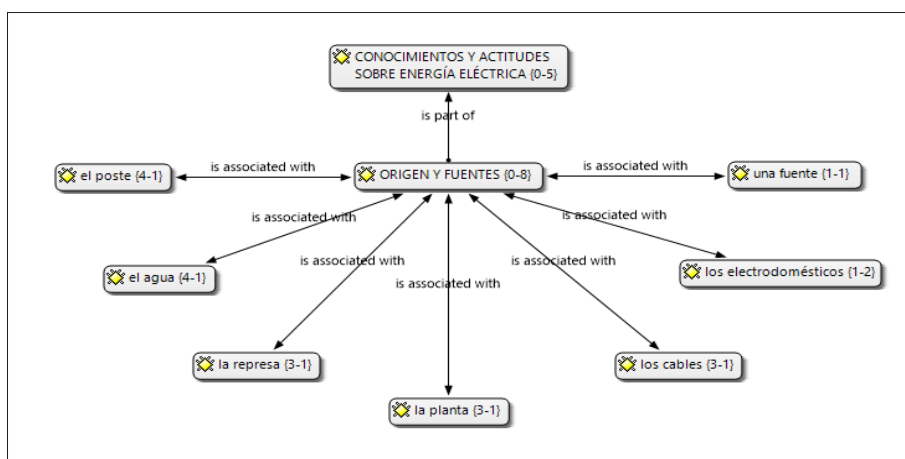 CONOCIMIENTOS Y ACTITUDES
SOBRE ENERGÍA ELÉCTRICA {0-5}
is part of
is associated with
is associated with
el poste {4-1}
ORIGEN Y FUENTES {0-8}
una fuente {1-1}
is associated with
is associated with
is associated with
is associated with
is associated with
el agua {4-1}
los electrodomésticos {1-2}
la represa {3-1}
los cables {3-1}
la planta {3-1}